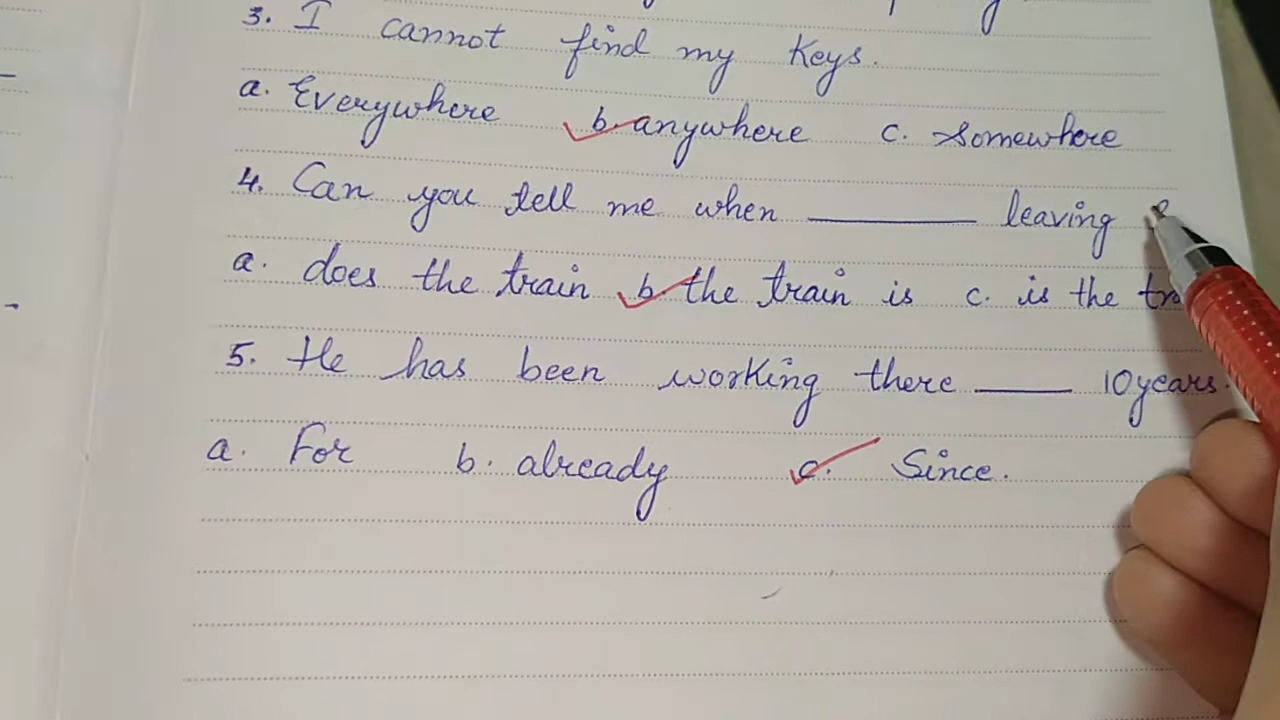 3. I cannot find my Keys.
a. Everywhere b. anywhere c. Somewhere
4. Can you tell me when ________ leaving
a. does the train b the train is c. is the
5. He has been working there ____ 10 years.
a. For b. already c. Since.